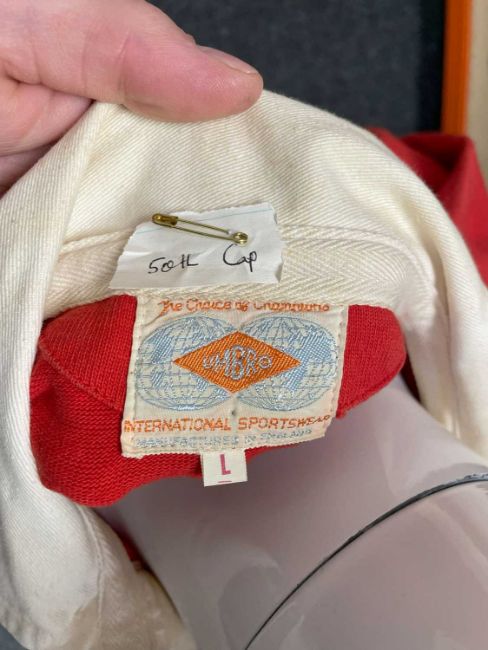 50th Cap
The Choice of Champions
UMBRO
INTERNATIONAL SPORTSWEAR
MANUFACTURED IN ENGLAND
L